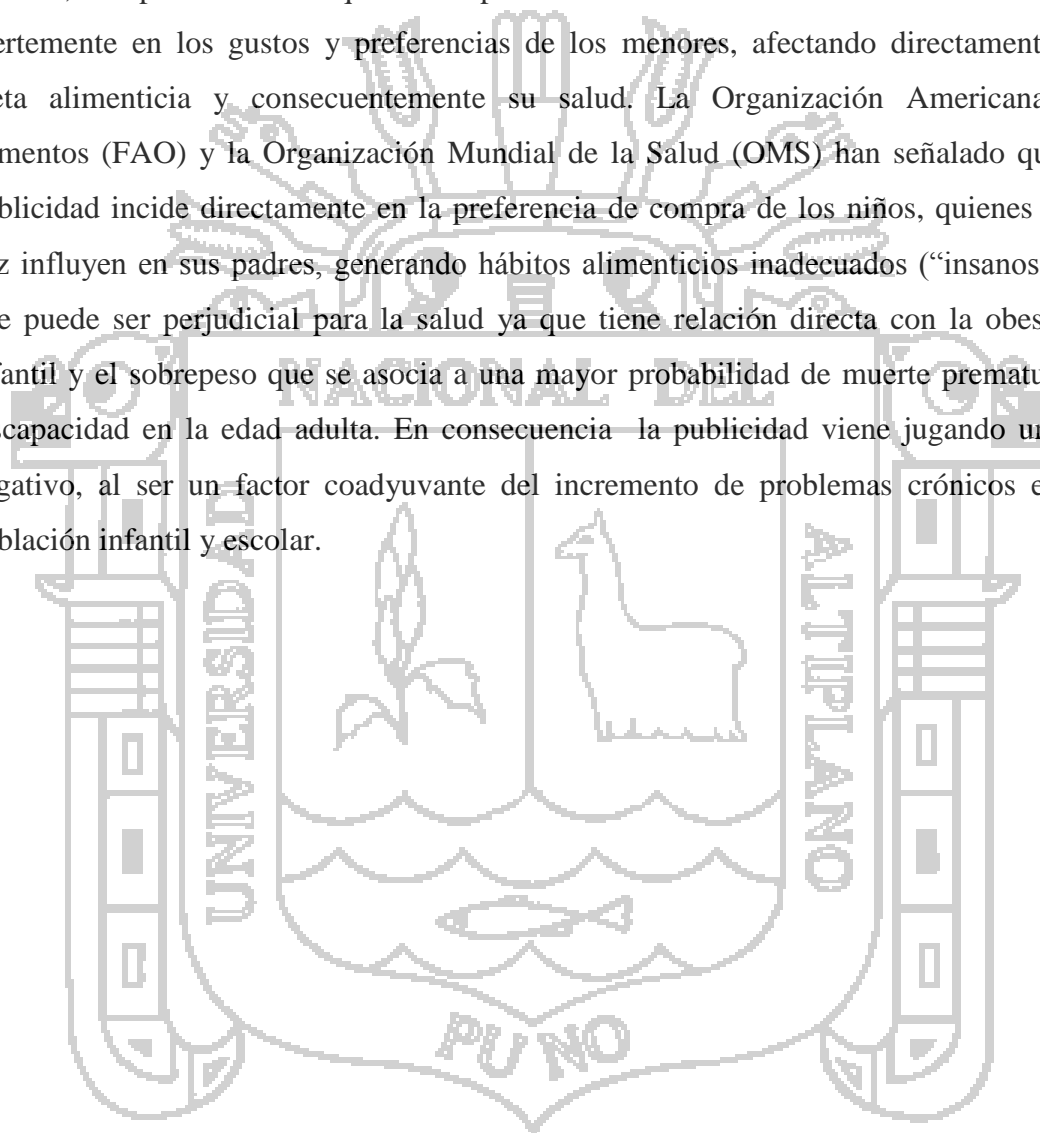 ertemente en los gustos y preferencias de los menores, afectando directament
eta alimenticia y consecuentemente su salud. La Organización Americana
mentos (FAO) y la Organización Mundial de la Salud (OMS) han señalado qu
blicidad incide directamente en la preferencia de compra de los niños, quienes
z influyen en sus padres, generando hábitos alimenticios inadecuados (“insanos
e puede ser perjudicial para la salud ya que tiene relación directa con la obes
fantil y el sobrepeso que se asocia a una mayor probabilidad de muerte prematu
scapacidad en la edad adulta. En consecuencia la publicidad viene jugando un
gativo, al ser un factor coadyuvante del incremento de problemas crónicos e
blación infantil y escolar.
UNIVERSIDAD
NACIONAL DEL
ALTIPLANO
PUNO